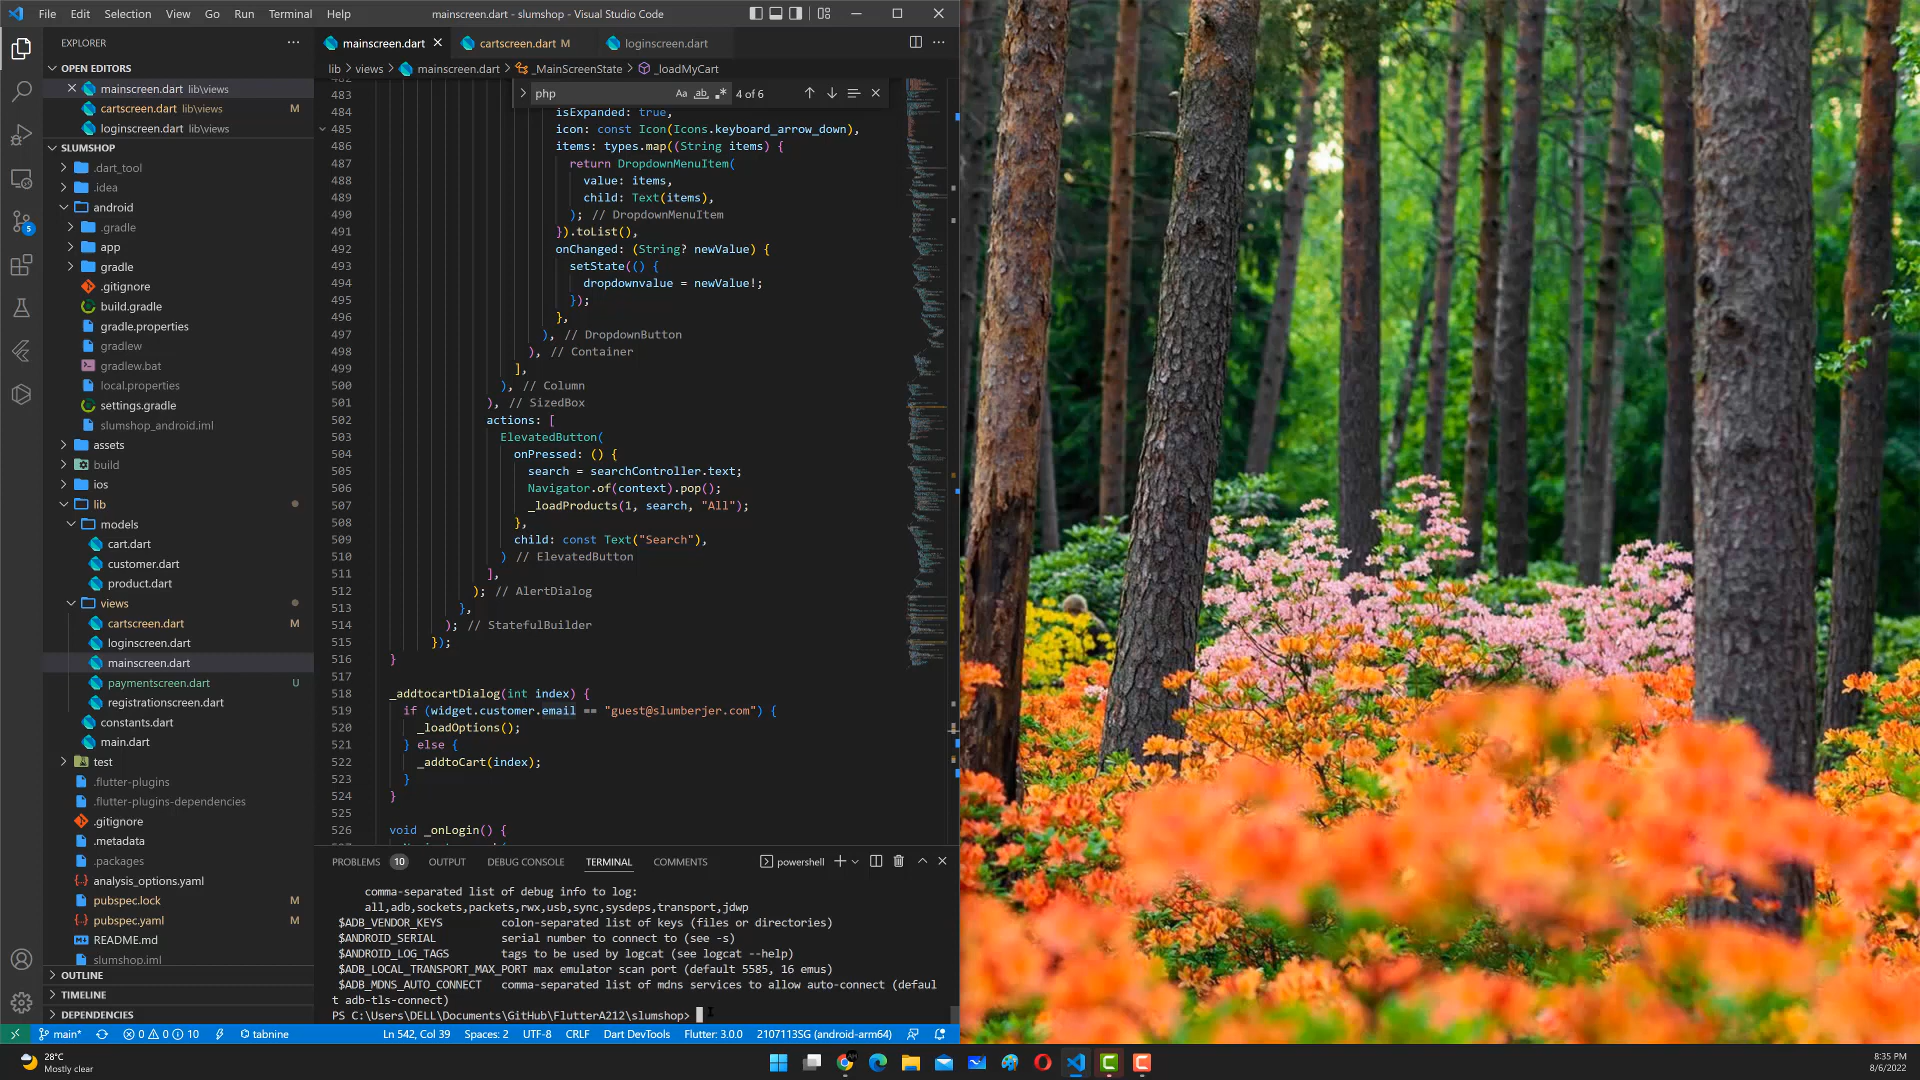 File Edit Selection View Go Run Terminal Help
mainscreen.dart - slumshop - Visual Studio Code
EXPLORER
OPEN EDITORS
mainscreen.dart lib\views
cartscreen.dart lib\views M
loginscreen.dart lib\views
SLUMSHOP
.dart_tool
.idea
android
.gradle
app
gradle
.gitignore
build.gradle
gradle.properties
gradlew
gradlew.bat
local.properties
settings.gradle
slumshop_android.iml
assets
build
ios
lib
models
cart.dart
customer.dart
product.dart
views
cartscreen.dart M
loginscreen.dart
mainscreen.dart
paymentscreen.dart U
registrationscreen.dart
constants.dart
main.dart
test
.flutter-plugins
.flutter-plugins-dependencies
.gitignore
.metadata
.packages
analysis_options.yaml
pubspec.lock M
pubspec.yaml M
README.md
slumshop.iml
OUTLINE
TIMELINE
DEPENDENCIES
5
mainscreen.dart
cartscreen.dart M
loginscreen.dart
lib > views > mainscreen.dart > _MainScreenState > _loadMyCart
php Aa ab 4 of 6
482
483
484 isExpanded: true,
485 icon: const Icon(Icons.keyboard_arrow_down),
486 items: types.map((String items) {
487 return DropdownMenuItem(
488 value: items,
489 child: Text(items),
490 ); // DropdownMenuItem
491 }).toList(),
492 onChanged: (String? newValue) {
493 setState(() {
494 dropdownvalue = newValue!;
495 });
496 },
497 ), // DropdownButton
498 ), // Container
499 ],
500 ), // Column
501 ), // SizedBox
502 actions: [
503 ElevatedButton(
504 onPressed: () {
505 search = searchController.text;
506 Navigator.of(context).pop();
507 _loadProducts(1, search, "All");
508 },
509 child: const Text("Search"),
510 ) // ElevatedButton
511 ],
512 ); // AlertDialog
513 },
514 ); // StatefulBuilder
515 });
516 }
517
518 _addtocartDialog(int index) {
519 if (widget.customer.email == "guest@slumberjer.com") {
520 _loadOptions();
521 } else {
522 _addtoCart(index);
523 }
524 }
525
526 void _onLogin() {
PROBLEMS 10 OUTPUT DEBUG CONSOLE TERMINAL COMMENTS powershell
comma-separated list of debug info to log:
all,adb,sockets,packets,rwx,usb,sync,sysdeps,transport,jdwp
$ADB_VENDOR_KEYS colon-separated list of keys (files or directories)
$ANDROID_SERIAL serial number to connect to (see -s)
$ANDROID_LOG_TAGS tags to be used by logcat (see logcat --help)
$ADB_LOCAL_TRANSPORT_MAX_PORT max emulator scan port (default 5585, 16 emus)
$ADB_MDNS_AUTO_CONNECT comma-separated list of mdns services to allow auto-connect (defaul
t adb-tls-connect)
PS C:\Users\DELL\Documents\GitHub\FlutterA212\slumshop>
main* 0 0 10 tabnine Ln 542, Col 39 Spaces: 2 UTF-8 CRLF Dart DevTools Flutter: 3.0.0 2107113SG (android-arm64)
28°C
Mostly clear
8:35 PM
8/6/2022